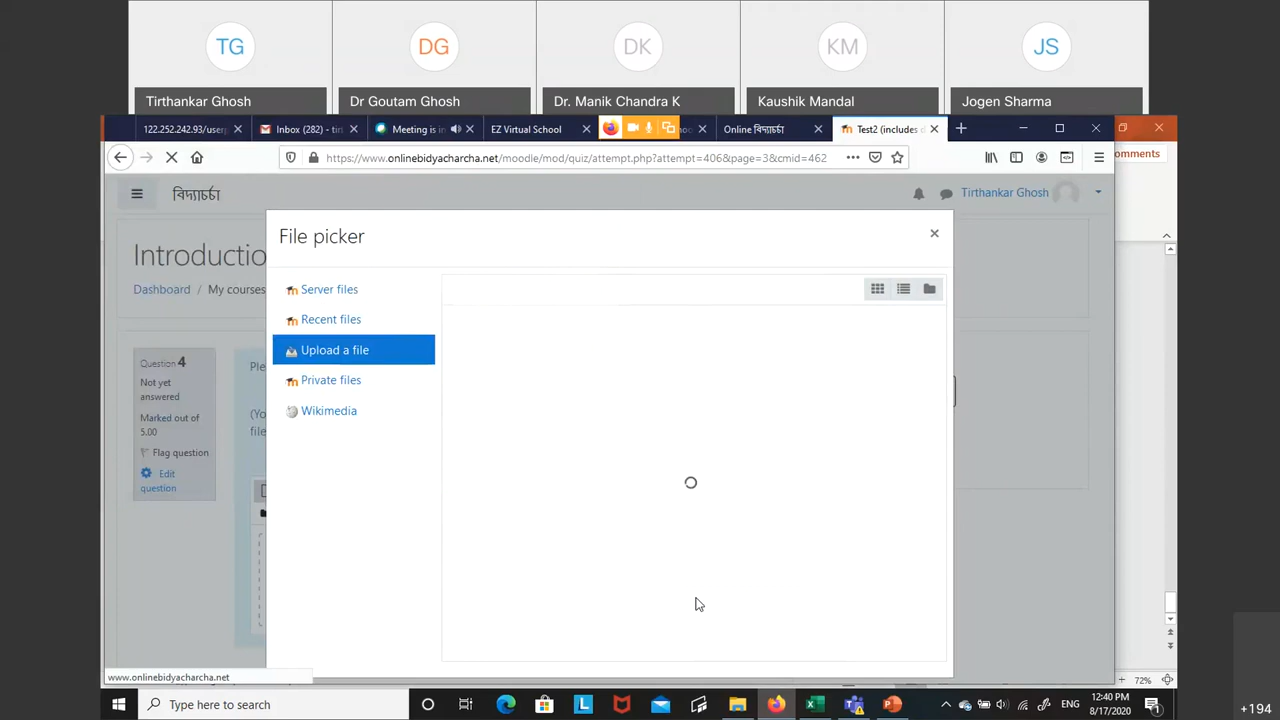 TG
DG
DK
KM
JS
Tirthankar Ghosh
Dr Goutam Ghosh
Dr. Manik Chandra K
Kaushik Mandal
Jogen Sharma
122.252.242.93/userp
Inbox (282) - tirt
Meeting is in
EZ Virtual School
Online বিদ্যাচর্চা
Test2 (includes d
https://www.onlinebidyacharcha.net/moodle/mod/quiz/attempt.php?attempt=406&page=3&cmid=462
omments
বিদ্যাচর্চা
Tirthankar Ghosh
File picker
Introductio
Dashboard / My courses
Server files
Recent files
Upload a file
Private files
Wikimedia
Question 4
Not yet
answered
Marked out of
5.00
Flag question
Edit
question
Ple
(Yo
file
www.onlinebidyacharcha.net
72%
Type here to search
ENG
12:40 PM
8/17/2020
+194